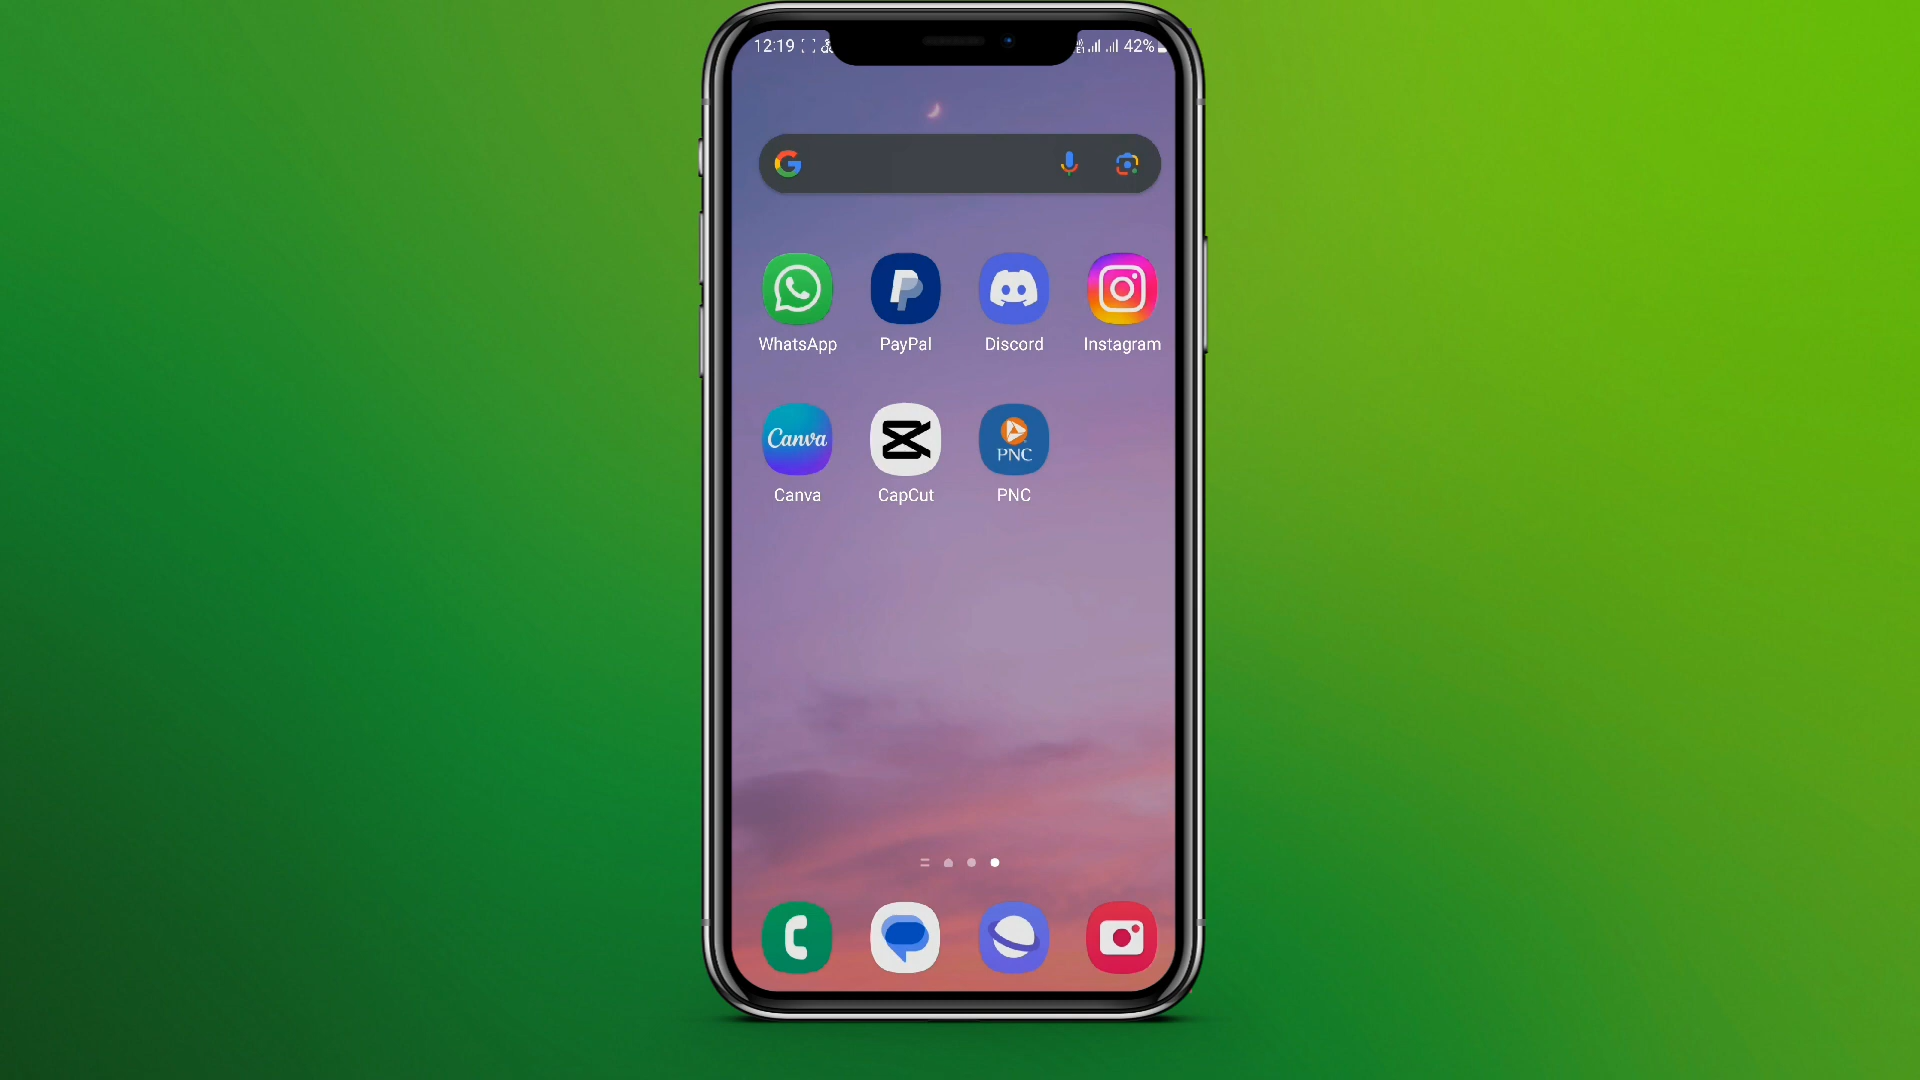 12:19
42%
WhatsApp
PayPal
Discord
Instagram
Canva
PNC
Canva
CapCut
PNC